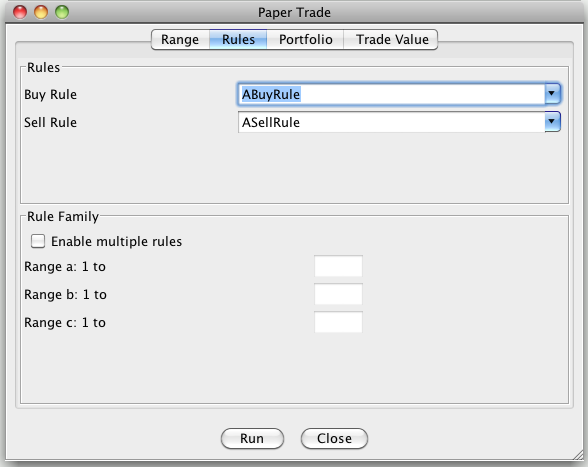 Paper Trade
Range Rules Portfolio Trade Value
Rules
Buy Rule ABuyRule
Sell Rule ASellRule
Rule Family
Enable multiple rules
Range a: 1 to
Range b: 1 to
Range c: 1 to
Run Close